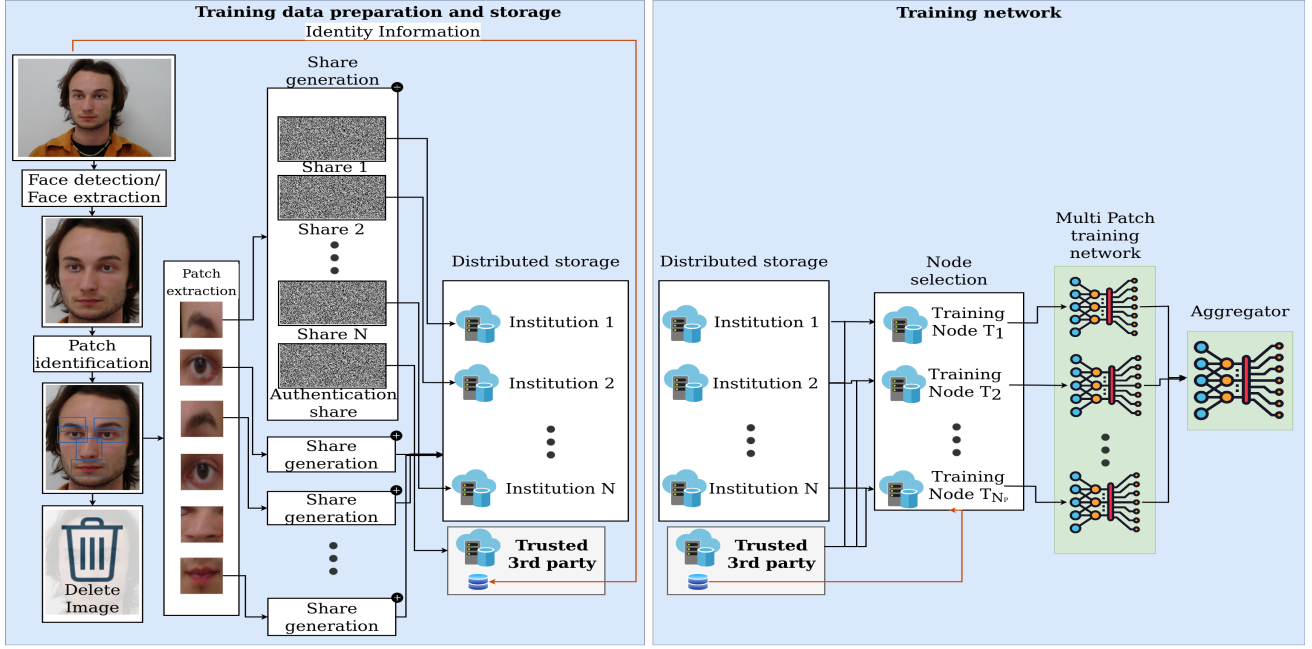 Training data preparation and storage
Identity Information
Face detection/
Face extraction
Patch
identification
Delete
Image
Patch
extraction
Share
generation
Share 1
Share 2
Share N
Authentication
share
Share
generation
Share
generation
Share
generation
Distributed storage
Institution 1
Institution 2
Institution N
Trusted
3rd party
Training network
Distributed storage
Institution 1
Institution 2
Institution N
Trusted
3rd party
Node
selection
Training
Node T1
Training
Node T2
Training
Node TNP
Multi Patch
training
network
Aggregator